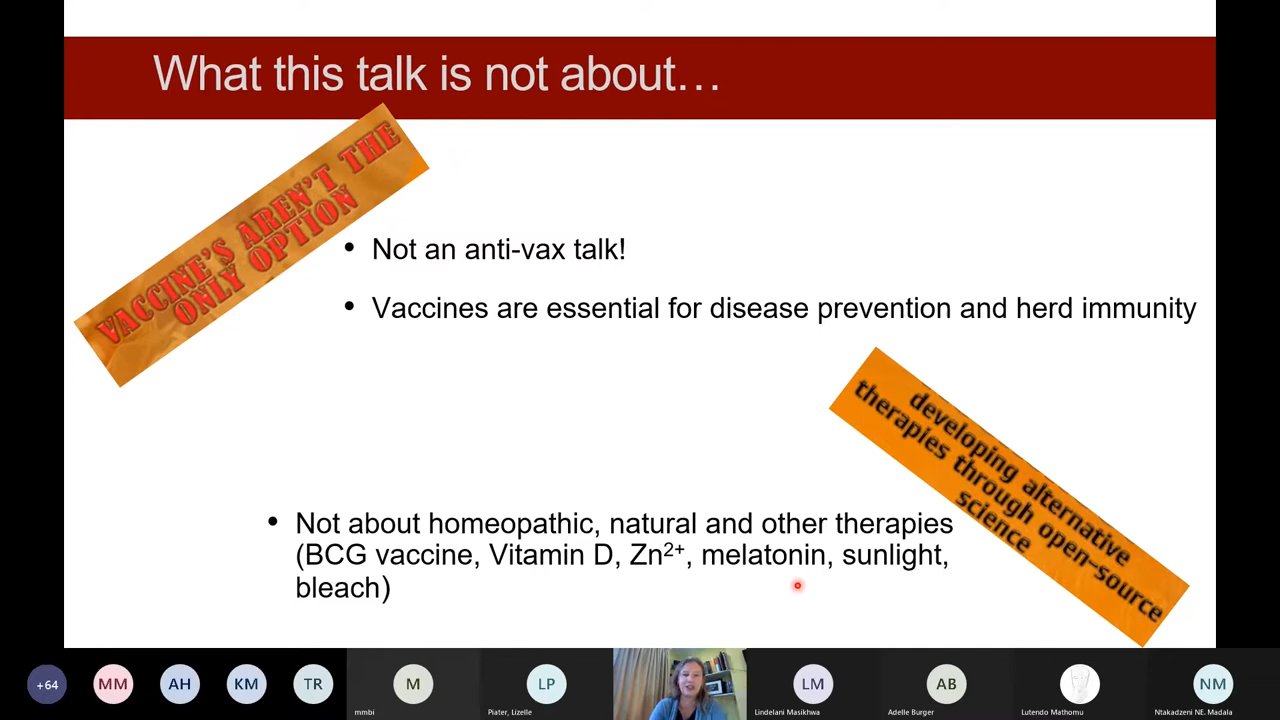 What this talk is not about…
VACCINE'S AREN'T THE
ONLY OPTION
• Not an anti-vax talk!
• Vaccines are essential for disease prevention and herd immunity
developing alternative
therapies through open-source
science
• Not about homeopathic, natural and other therapies
(BCG vaccine, Vitamin D, Zn²⁺, melatonin, sunlight,
bleach)
+64
MM
AH
KM
TR
M
mmbi
LP
Piater, Lizelle
LM
Lindelani Masikhwa
AB
Adelle Burger
Lutendo Mathomu
NM
Ntakadzeni NE. Madala